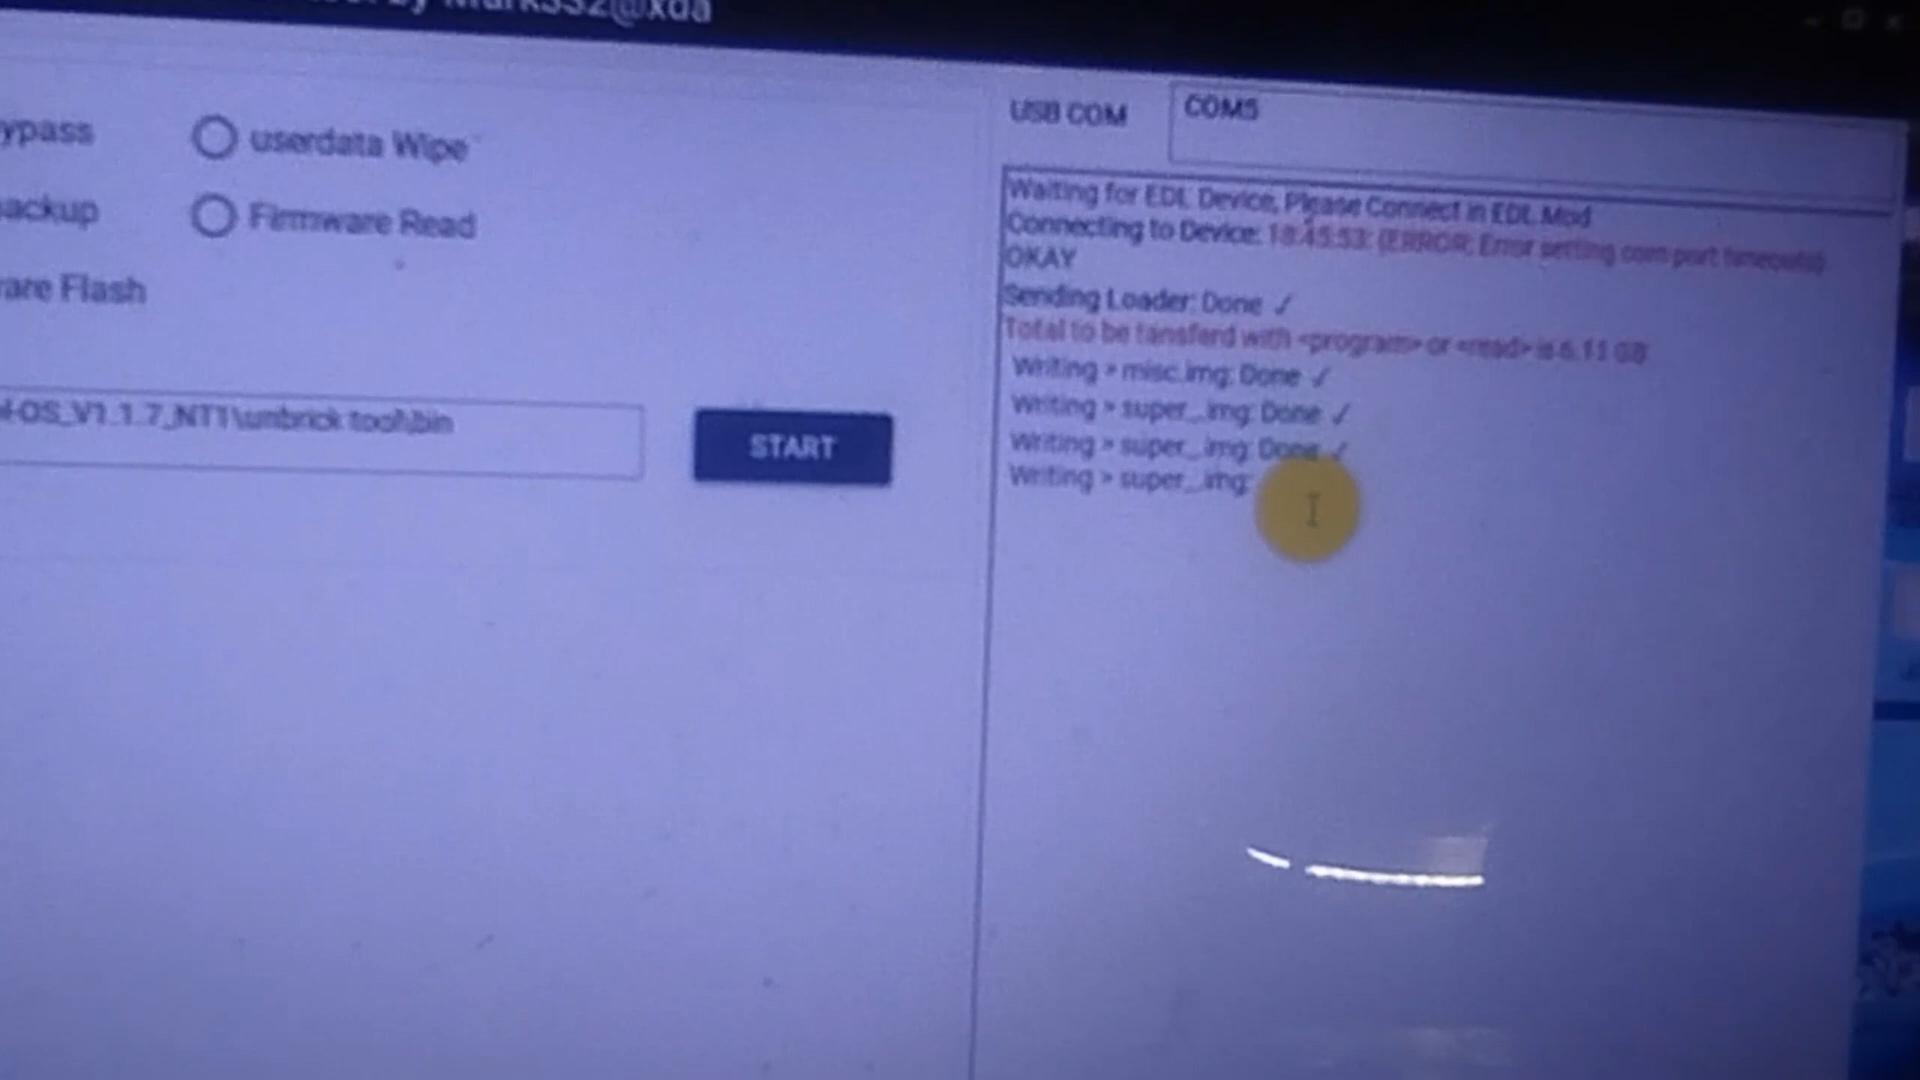 by Mark332@xda
ypass
userdata Wipe
USB COM
COM5
ackup
Firmware Read
are Flash
l-OS_V1.1.7_NT1\unbrick tool\bin
START
Waiting for EDL Device, Please Connect in EDL Mod
Connecting to Device: 18:45:53: {ERROR: Error setting com port timeouts}
OKAY
Sending Loader: Done ✓
Total to be tansferd with <program> or <read> is 6.11 GB
Writing > misc.img: Done ✓
Writing > super_.img: Done ✓
Writing > super_.img: Done ✓
Writing > super_.img: